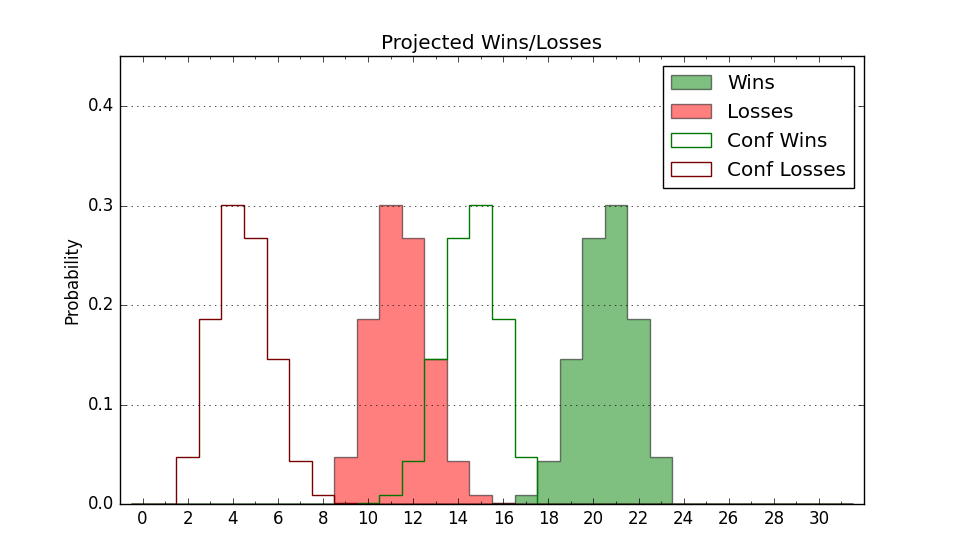 Projected Wins/Losses
Wins
Losses
Conf Wins
Conf Losses
Probability
0.4
0.3
0.2
0.1
0.0
0 2 4 6 8 10 12 14 16 18 20 22 24 26 28 30